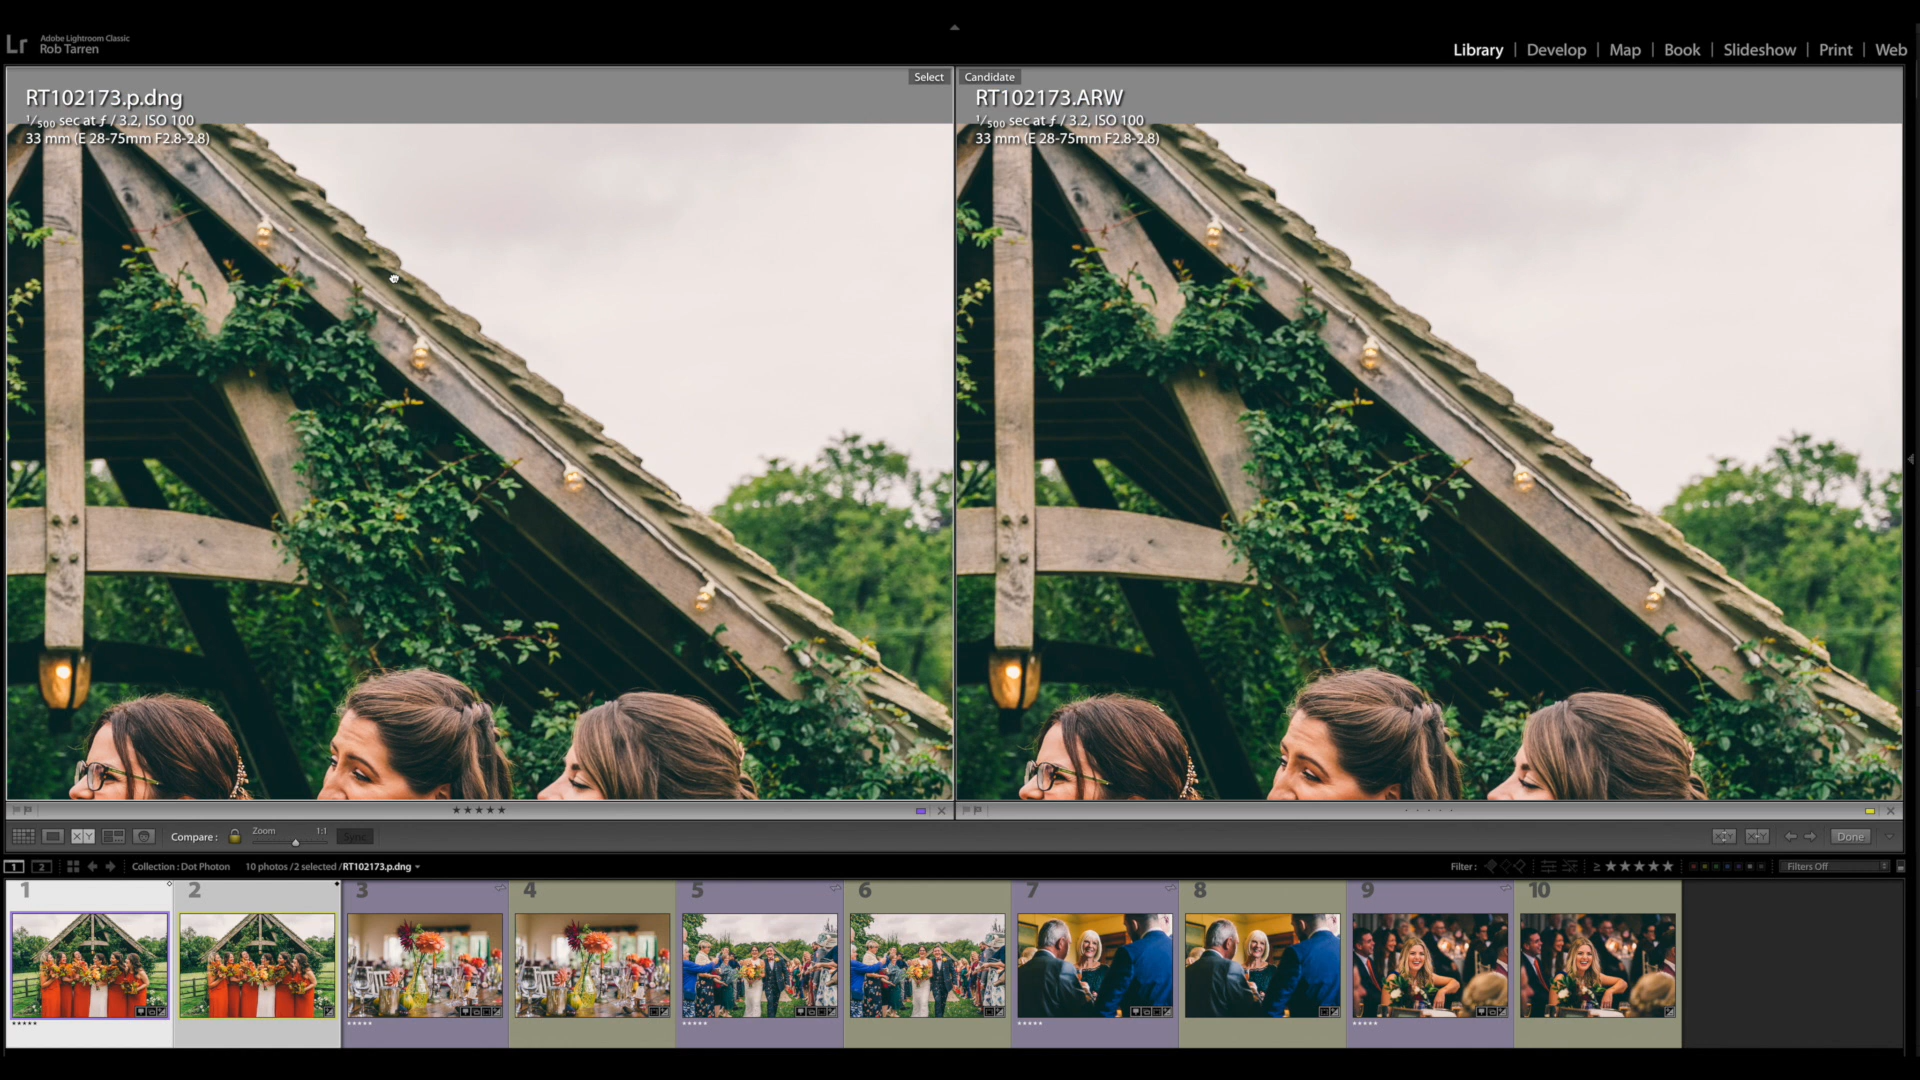 Lr
Adobe Lightroom Classic
Rob Tarren
Library | Develop | Map | Book | Slideshow | Print | Web
Select
Candidate
RT102173.p.dng
1/500 sec at ƒ / 3.2, ISO 100
33 mm (E 28-75mm F2.8-2.8)
RT102173.ARW
1/500 sec at ƒ / 3.2, ISO 100
33 mm (E 28-75mm F2.8-2.8)
XY
Compare :
Zoom
1:1
Sync
Done
1
2
Collection : Dot Photon
10 photos /2 selected /RT102173.p.dng
Filter :
≥
Filters Off
1
2
3
4
5
6
7
8
9
10